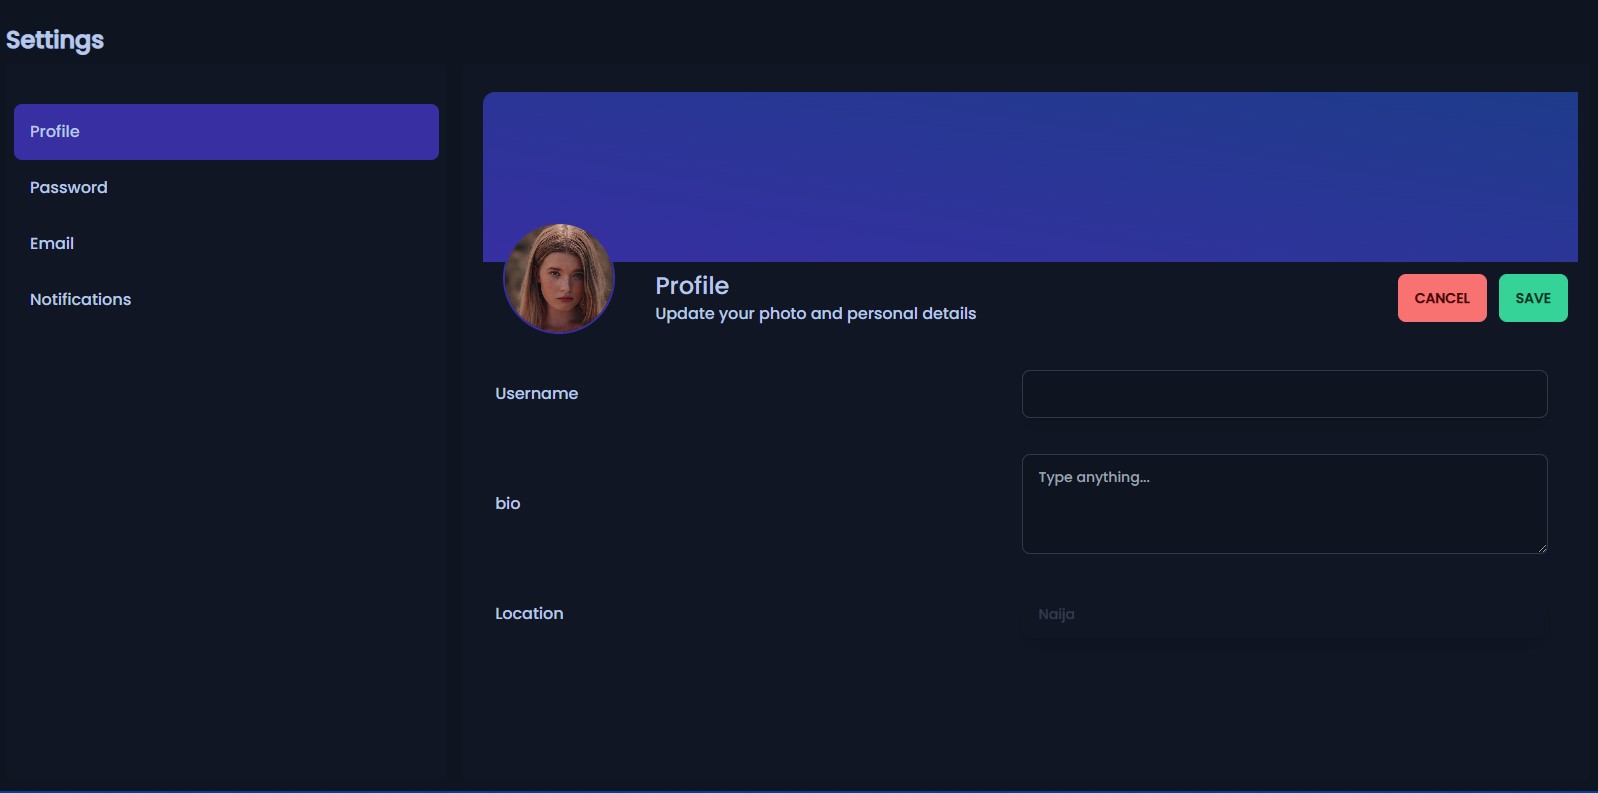 Settings
Profile
Password
Email
Notifications
Profile
Update your photo and personal details
CANCEL
SAVE
Username
bio
Type anything...
Location
Naija